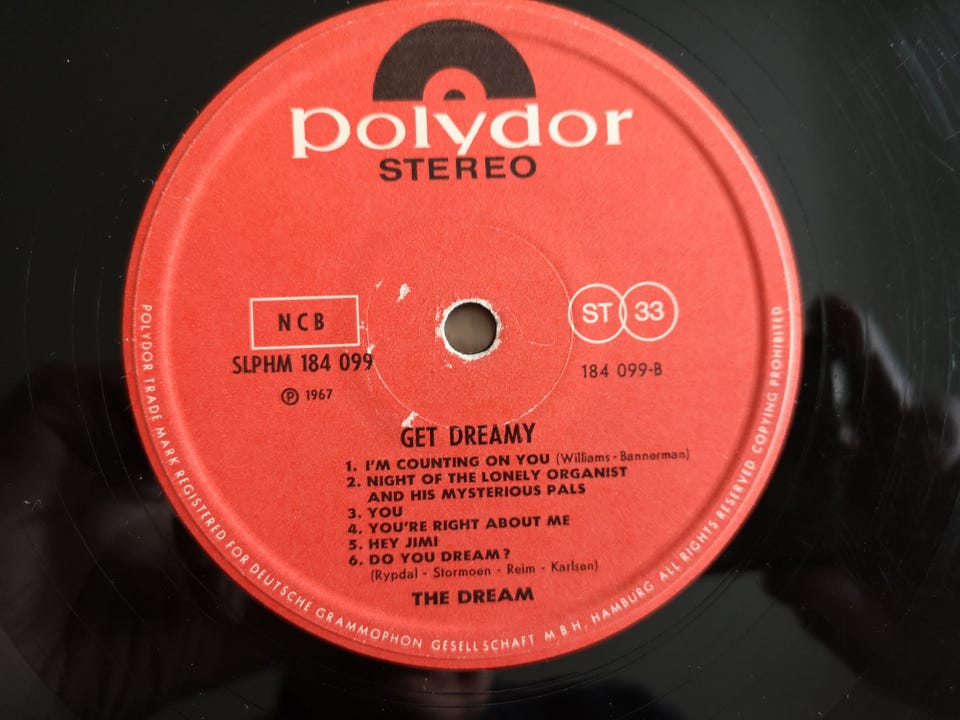 polydor
STEREO
NCB
SLPHM 184 099
Ⓟ 1967
ST 33
184 099-B
GET DREAMY
1. I'M COUNTING ON YOU (Williams - Bannerman)
2. NIGHT OF THE LONELY ORGANIST
AND HIS MYSTERIOUS PALS
3. YOU
4. YOU'RE RIGHT ABOUT ME
5. HEY JIMI
6. DO YOU DREAM?
(Rypdal - Stormoen - Reim - Karlsen)
THE DREAM
POLYDOR TRADE MARK REGISTERED FOR DEUTSCHE GRAMMOPHON GESELLSCHAFT M.B.H, HAMBURG ALL RIGHTS RESERVED COPYING PROHIBITED